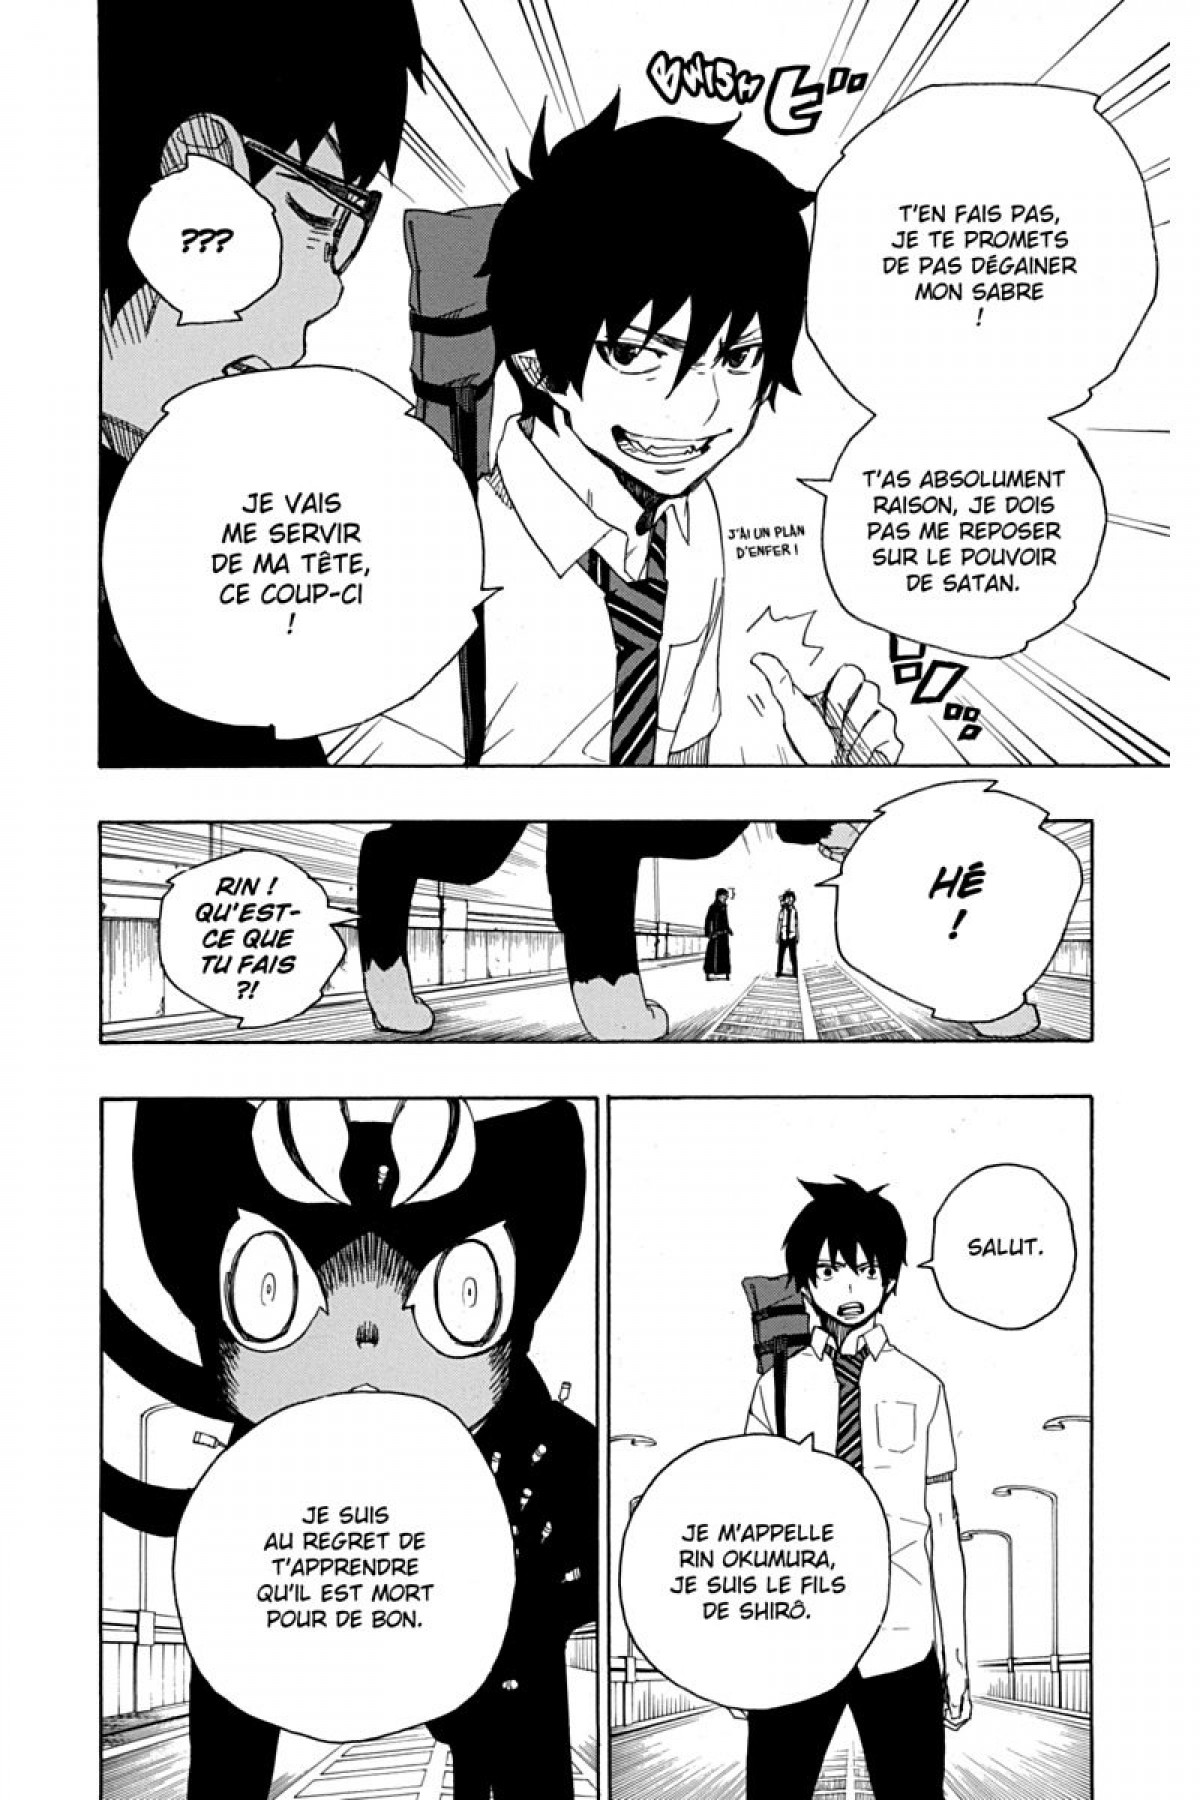 BWISH
ビ
T'EN FAIS PAS,
JE TE PROMETS
DE PAS DÉGAINER
MON SABRE
!
T'AS ABSOLUMENT
RAISON, JE DOIS
PAS ME REPOSER
SUR LE POUVOIR
DE SATAN.
J'AI UN PLAN
D'ENFER !
???
JE VAIS
ME SERVIR
DE MA TÊTE,
CE COUP-CI
!
HÉ
!
RIN !
QU'EST-
CE QUE
TU FAIS
?!
SALUT.
JE M'APPELLE
RIN OKUMURA,
JE SUIS LE FILS
DE SHIRÔ.
JE SUIS
AU REGRET DE
T'APPRENDRE
QU'IL EST MORT
POUR DE BON.